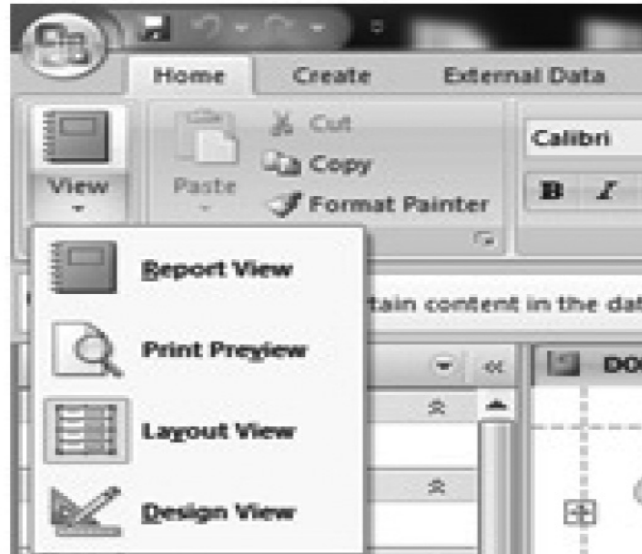 Home Create External Data
Cut
Calibri
Copy
View Paste
B I
Format Painter
Report View
tain content in the dat
Print Preview
DO
Layout View
Design View